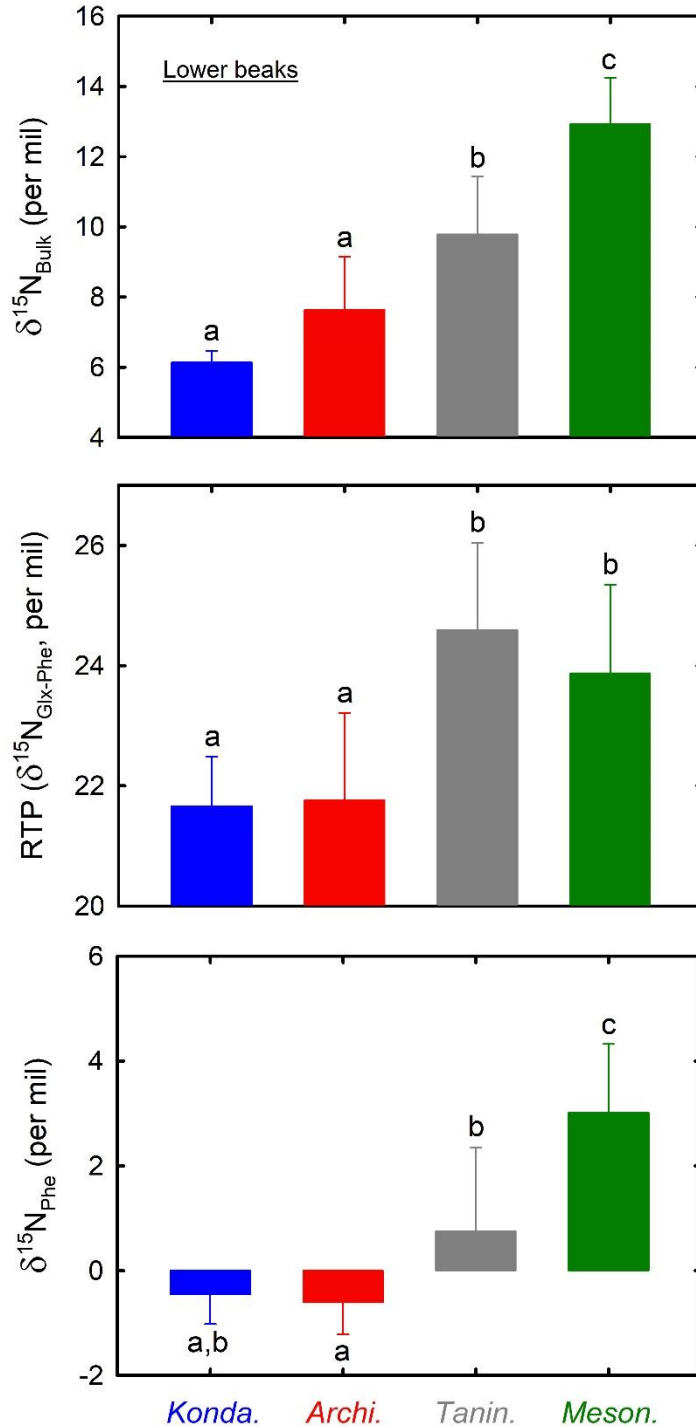 16
Lower beaks
c
14
12
b
δ15NBulk (per mil)
10
a
8
a
6
4
b
26
b
RTP (δ15NGlx-Phe, per mil)
24
a
a
22
20
6
c
4
b
δ15NPhe (per mil)
2
0
a,b
a
-2
Konda. Archi. Tanin. Meson.